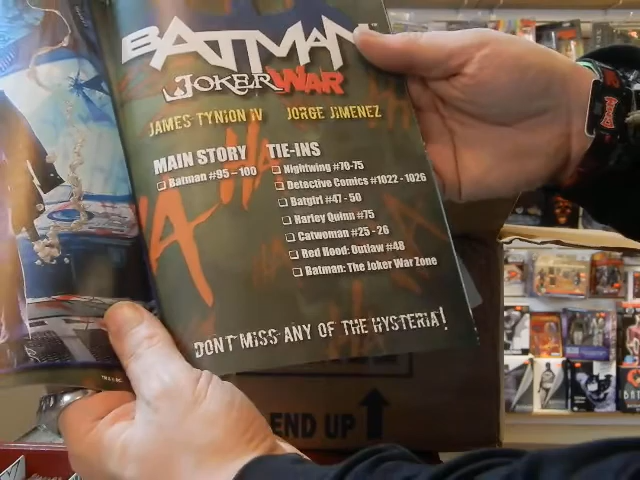 BATMAN
JOKER WAR
JAMES TYNION IV JORGE JIMENEZ
MAIN STORY
Batman #95 – 100
TIE-INS
Nightwing #70-75
Detective Comics #1022 - 1026
Batgirl #47 - 50
Harley Quinn #75
Catwoman #25 - 26
Red Hood: Outlaw #48
Batman: The Joker War Zone
HA
HA
DON'T MISS ANY OF THE HYSTERIA!
END UP